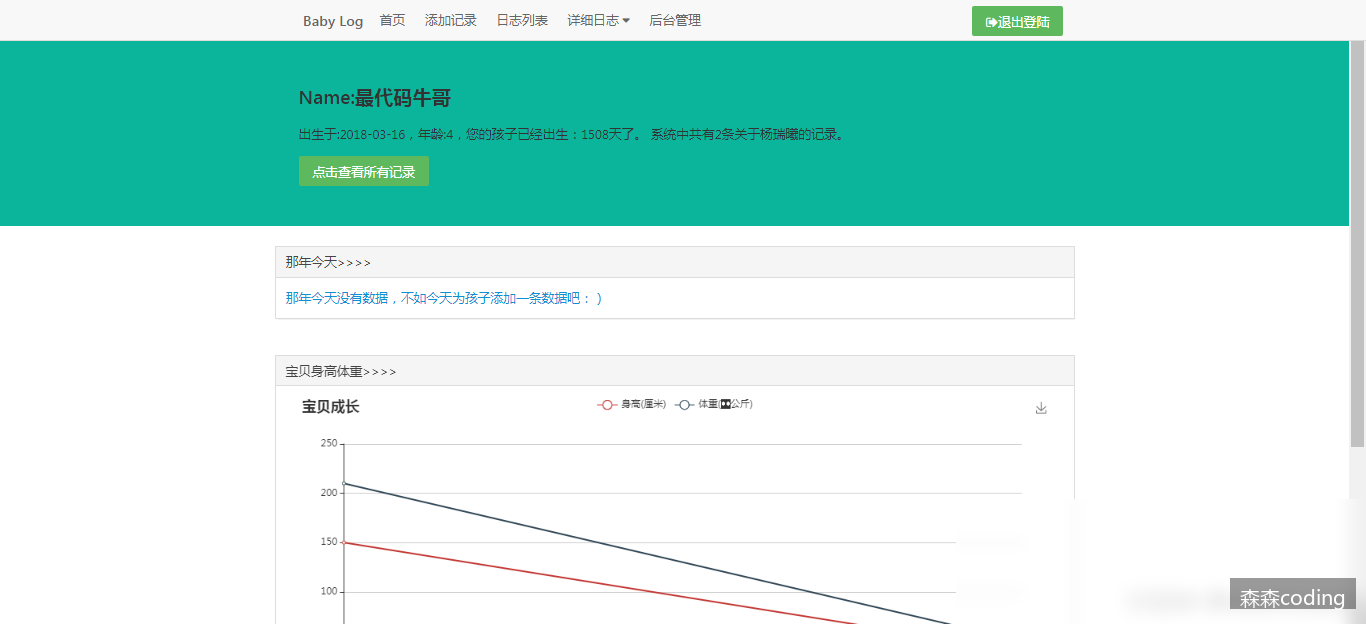 Baby Log 首页 添加记录 日志列表 详细日志 后台管理 退出登陆
Name:最代码牛哥
出生于:2018-03-16，年龄:4，您的孩子已经出生：1508天了。 系统中共有2条关于杨瑞曦的记录。
点击查看所有记录
那年今天>>>>
那年今天没有数据，不如今天为孩子添加一条数据吧：）
宝贝身高体重>>>>
宝贝成长 身高(厘米) 体重(公斤)
250
200
150
100
森森coding